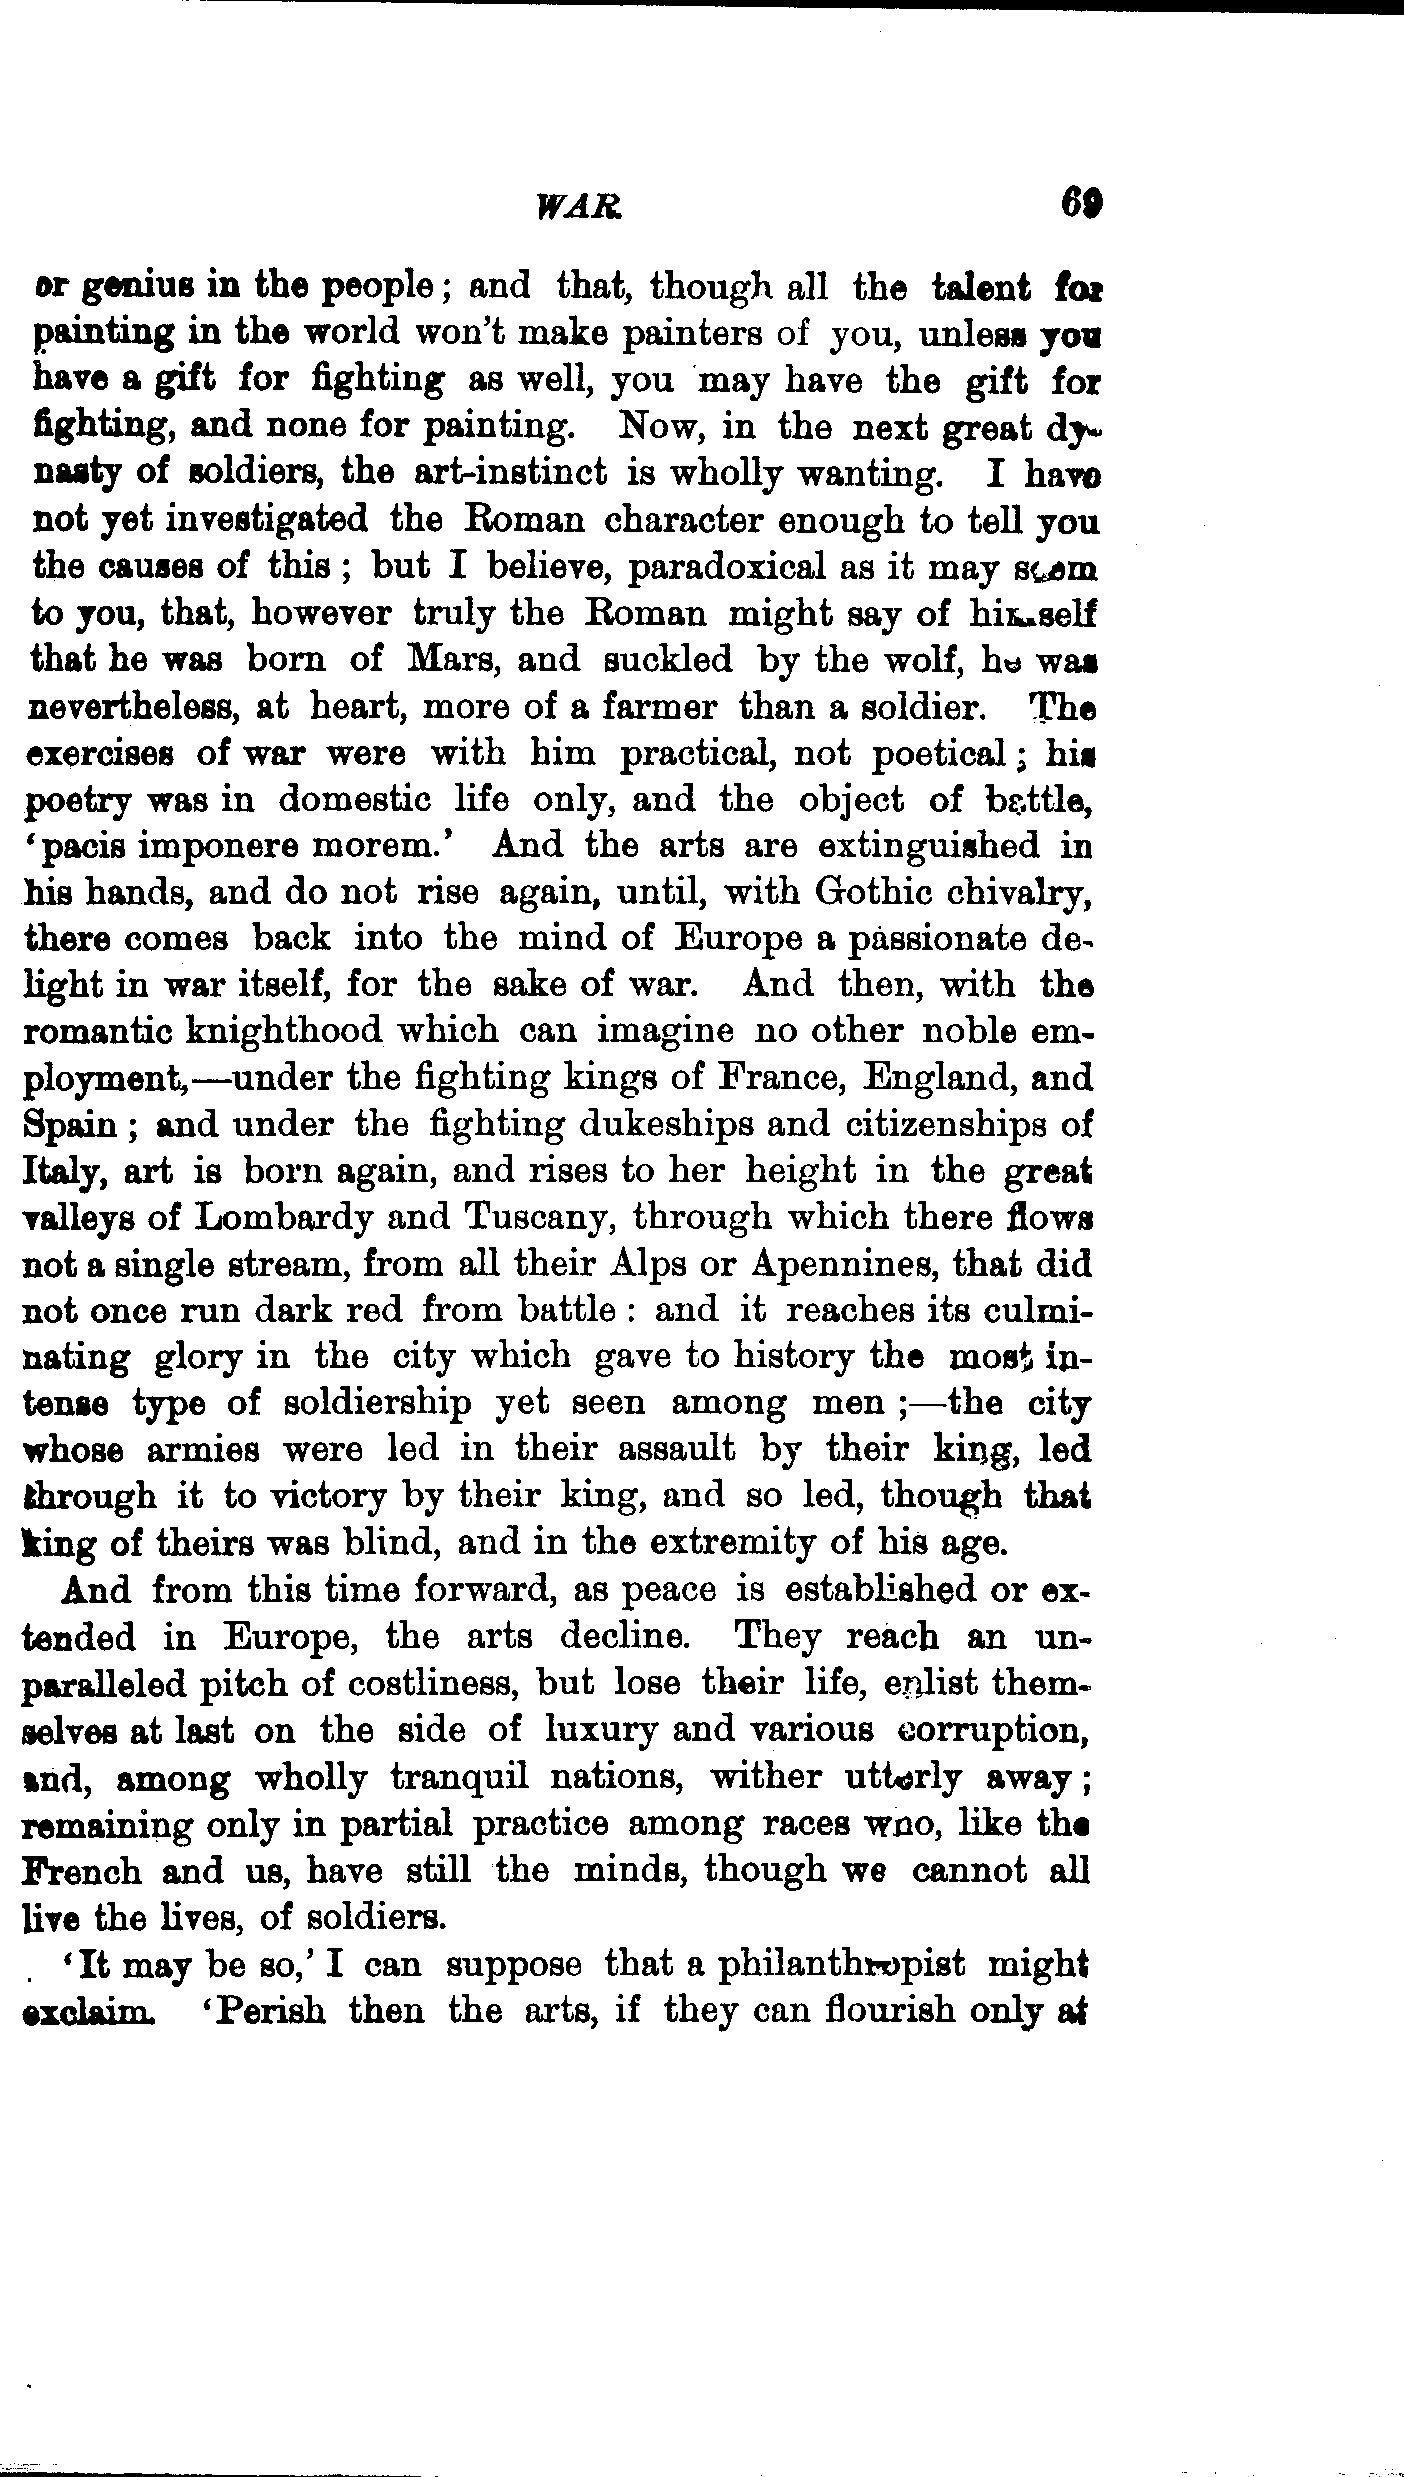 WAR. 69
or genius in the people; and that, though all the talent for
painting in the world won't make painters of you, unless you
have a gift for fighting as well, you may have the gift for
fighting, and none for painting. Now, in the next great dy-
nasty of soldiers, the art-instinct is wholly wanting. I have
not yet investigated the Roman character enough to tell you
the causes of this; but I believe, paradoxical as it may seem
to you, that, however truly the Roman might say of himself
that he was born of Mars, and suckled by the wolf, he was
nevertheless, at heart, more of a farmer than a soldier. The
exercises of war were with him practical, not poetical; his
poetry was in domestic life only, and the object of battle,
'pacis imponere morem.' And the arts are extinguished in
his hands, and do not rise again, until, with Gothic chivalry,
there comes back into the mind of Europe a passionate de-
light in war itself, for the sake of war. And then, with the
romantic knighthood which can imagine no other noble em-
ployment,—under the fighting kings of France, England, and
Spain; and under the fighting dukeships and citizenships of
Italy, art is born again, and rises to her height in the great
valleys of Lombardy and Tuscany, through which there flows
not a single stream, from all their Alps or Apennines, that did
not once run dark red from battle: and it reaches its culmi-
nating glory in the city which gave to history the most in-
tense type of soldiership yet seen among men;—the city
whose armies were led in their assault by their king, led
through it to victory by their king, and so led, though that
king of theirs was blind, and in the extremity of his age.
And from this time forward, as peace is established or ex-
tended in Europe, the arts decline. They reach an un-
paralleled pitch of costliness, but lose their life, enlist them-
selves at last on the side of luxury and various corruption,
and, among wholly tranquil nations, wither utterly away;
remaining only in partial practice among races who, like the
French and us, have still the minds, though we cannot all
live the lives, of soldiers.
'It may be so,' I can suppose that a philanthropist might
exclaim. 'Perish then the arts, if they can flourish only at